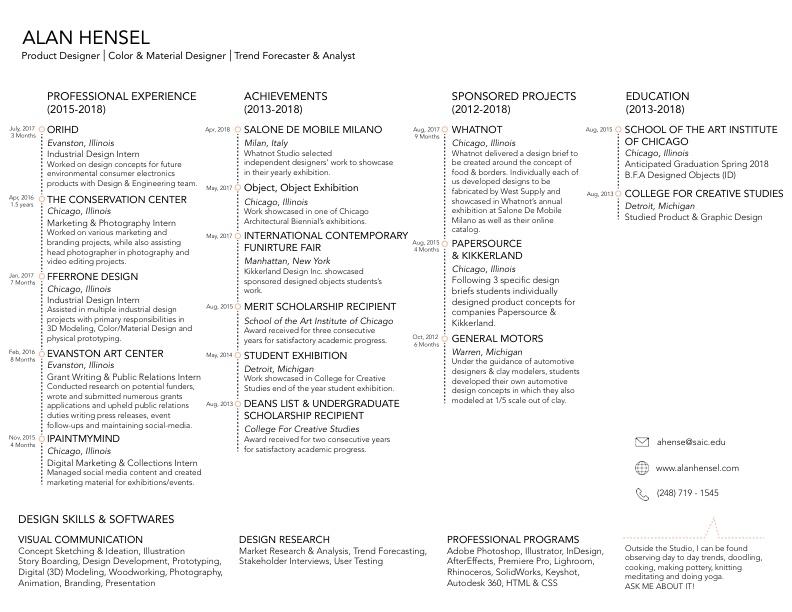 ALAN HENSEL
Product Designer | Color & Material Designer | Trend Forecaster & Analyst
PROFESSIONAL EXPERIENCE
(2015-2018)
July, 2017
3 Months
ORIHD
Evanston, Illinois
Industrial Design Intern
Worked on design concepts for future
environmental consumer electronics
products with Design & Engineering team.
Apr, 2016
1.5 years
THE CONSERVATION CENTER
Chicago, Illinois
Marketing & Photography Intern
Worked on various marketing and
branding projects, while also assisting
head photographer in photography and
video editing projects.
Jan, 2017
7 Months
FFERRONE DESIGN
Chicago, Illinois
Industrial Design Intern
Assisted in multiple industrial design
projects with primary responsibilities in
3D Modeling, Color/Material Design and
physical prototyping.
Feb, 2016
8 Months
EVANSTON ART CENTER
Evanston, Illinois
Grant Writing & Public Relations Intern
Conducted research on potential funders,
wrote and submitted numerous grants
applications and upheld public relations
duties writing press releases, event
follow-ups and maintaining social-media.
Nov, 2015
4 Months
IPAINTMYMIND
Chicago, Illinois
Digital Marketing & Collections Intern
Managed social media content and created
marketing material for exhibitions/events.
ACHIEVEMENTS
(2013-2018)
Apr, 2018
SALONE DE MOBILE MILANO
Milan, Italy
Whatnot Studio selected
independent designers' work to showcase
in their yearly exhibition.
May, 2017
Object, Object Exhibition
Chicago, Illinois
Work showcased in one of Chicago
Architectural Biennial's exhibitions.
May, 2017
INTERNATIONAL CONTEMPORARY
FUNIRTURE FAIR
Manhattan, New York
Kikkerland Design Inc. showcased
sponsored designed objects student's
work.
Aug, 2015
MERIT SCHOLARSHIP RECIPIENT
School of the Art Institute of Chicago
Award received for three consecutive
years for satisfactory academic progress.
May, 2014
STUDENT EXHIBITION
Detroit, Michigan
Work showcased in College for Creative
Studies end of the year student exhibition.
Aug, 2013
DEANS LIST & UNDERGRADUATE
SCHOLARSHIP RECIPIENT
College For Creative Studies
Award received for two consecutive years
for satisfactory academic progress.
SPONSORED PROJECTS
(2012-2018)
Aug, 2017
9 Months
WHATNOT
Chicago, Illinois
Whatnot delivered a design brief to
be created around the concept of
food & borders. Individually each of
us developed designs to be
fabricated by West Supply and
showcased in Whatnot's annual
exhibition at Salone De Mobile
Milano as well as their online
catalog.
Aug, 2015
4 Months
PAPERSOURCE
& KIKKERLAND
Chicago, Illinois
Following 3 specific design
briefs students individually
designed product concepts for
companies Papersource &
Kikkerland.
Oct, 2012
6 Months
GENERAL MOTORS
Warren, Michigan
Under the guidance of automotive
designers & clay modelers, students
developed their own automotive
design concepts in which they also
modeled at 1/5 scale out of clay.
EDUCATION
(2013-2018)
Aug, 2015
SCHOOL OF THE ART INSTITUTE
OF CHICAGO
Chicago, Illinois
Anticipated Graduation Spring 2018
B.F.A Designed Objects (ID)
Aug, 2013
COLLEGE FOR CREATIVE STUDIES
Detroit, Michigan
Studied Product & Graphic Design
ahense@saic.edu
www.alanhensel.com
(248) 719 - 1545
DESIGN SKILLS & SOFTWARES
VISUAL COMMUNICATION
Concept Sketching & Ideation, Illustration
Story Boarding, Design Development, Prototyping,
Digital (3D) Modeling, Woodworking, Photography,
Animation, Branding, Presentation
DESIGN RESEARCH
Market Research & Analysis, Trend Forecasting,
Stakeholder Interviews, User Testing
PROFESSIONAL PROGRAMS
Adobe Photoshop, Illustrator, InDesign,
AfterEffects, Premiere Pro, Lighroom,
Rhinoceros, SolidWorks, Keyshot,
Autodesk 360, HTML & CSS
Outside the Studio, I can be found
observing day to day trends, doodling,
cooking, making pottery, knitting
meditating and doing yoga.
ASK ME ABOUT IT!